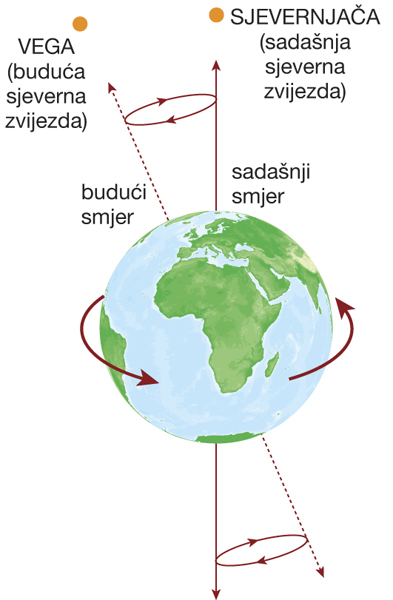 VEGA
(buduća
sjeverna
zvijezda)
SJEVERNJAČA
(sadašnja
sjeverna
zvijezda)
budući
smjer
sadašnji
smjer